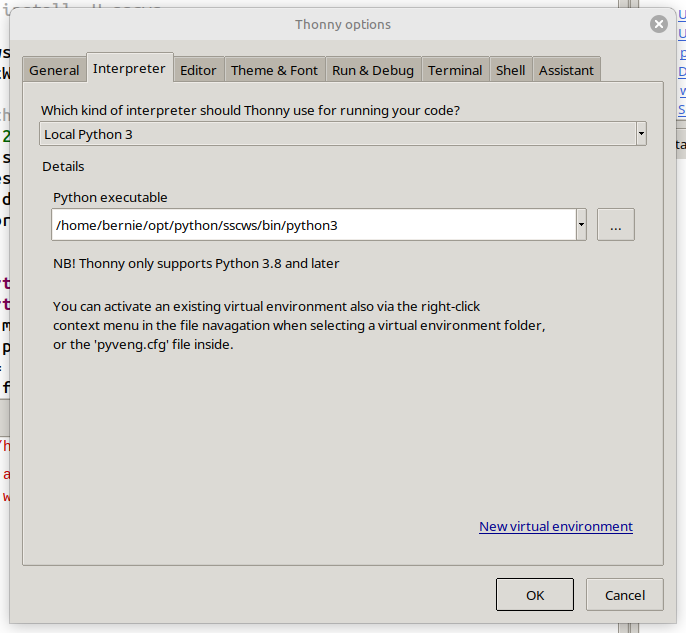 Thonny options
General
Interpreter
Editor
Theme & Font
Run & Debug
Terminal
Shell
Assistant
Which kind of interpreter should Thonny use for running your code?
Local Python 3
Details
Python executable
/home/bernie/opt/python/sscws/bin/python3
...
NB! Thonny only supports Python 3.8 and later
You can activate an existing virtual environment also via the right-click
context menu in the file navagation when selecting a virtual environment folder,
or the 'pyveng.cfg' file inside.
New virtual environment
OK
Cancel